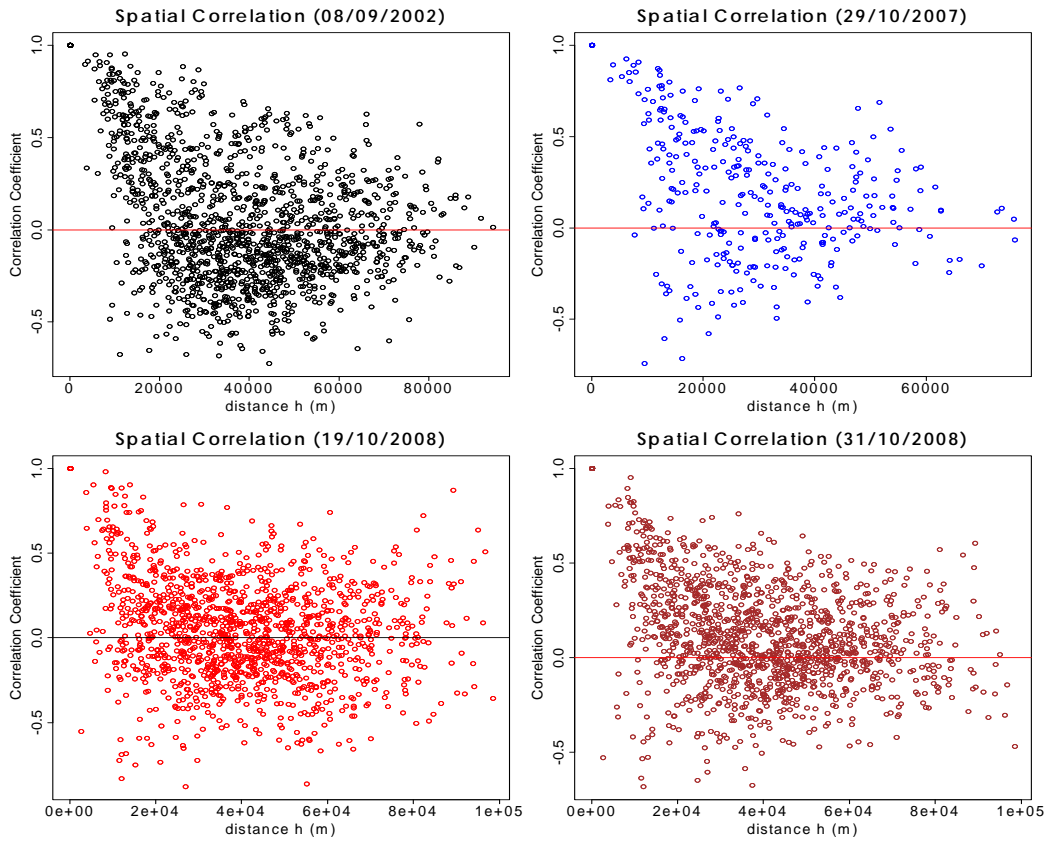 Spatial Correlation (08/09/2002)
Correlation Coefficient
1.0
0.5
0.0
-0.5
0 20000 40000 60000 80000
distance h (m)
Spatial Correlation (29/10/2007)
Correlation Coefficient
1.0
0.5
0.0
-0.5
0 20000 40000 60000
distance h (m)
Spatial Correlation (19/10/2008)
Correlation Coefficient
1.0
0.5
0.0
-0.5
0e+00 2e+04 4e+04 6e+04 8e+04 1e+05
distance h (m)
Spatial Correlation (31/10/2008)
Correlation Coefficient
1.0
0.5
0.0
-0.5
0e+00 2e+04 4e+04 6e+04 8e+04 1e+05
distance h (m)